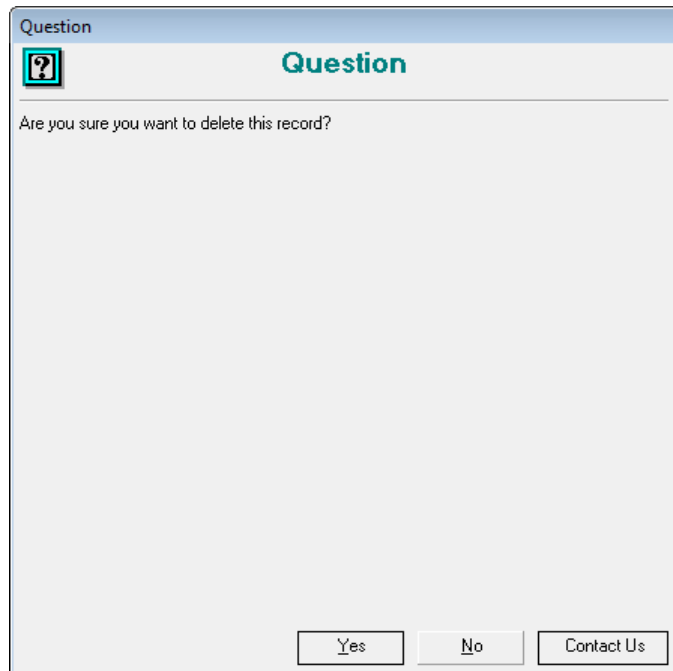 Question
Question
Are you sure you want to delete this record?
Yes No Contact Us